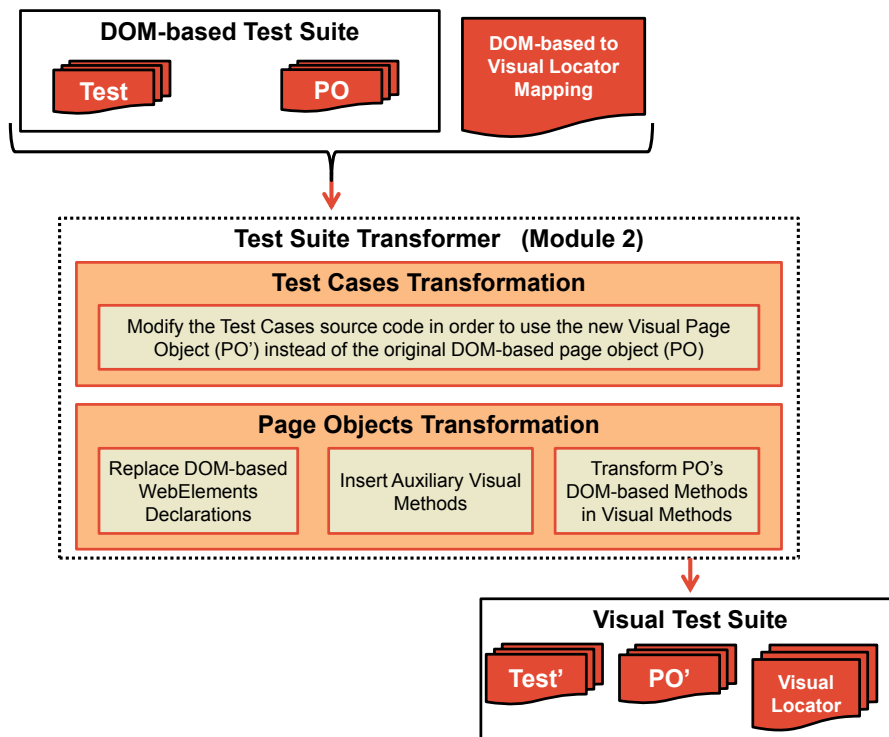 DOM-based Test Suite
Test
PO
DOM-based to
Visual Locator
Mapping
Test Suite Transformer (Module 2)
Test Cases Transformation
Modify the Test Cases source code in order to use the new Visual Page
Object (PO') instead of the original DOM-based page object (PO)
Page Objects Transformation
Replace DOM-based
WebElements
Declarations
Insert Auxiliary Visual
Methods
Transform PO's
DOM-based Methods
in Visual Methods
Visual Test Suite
Test'
PO'
Visual
Locator